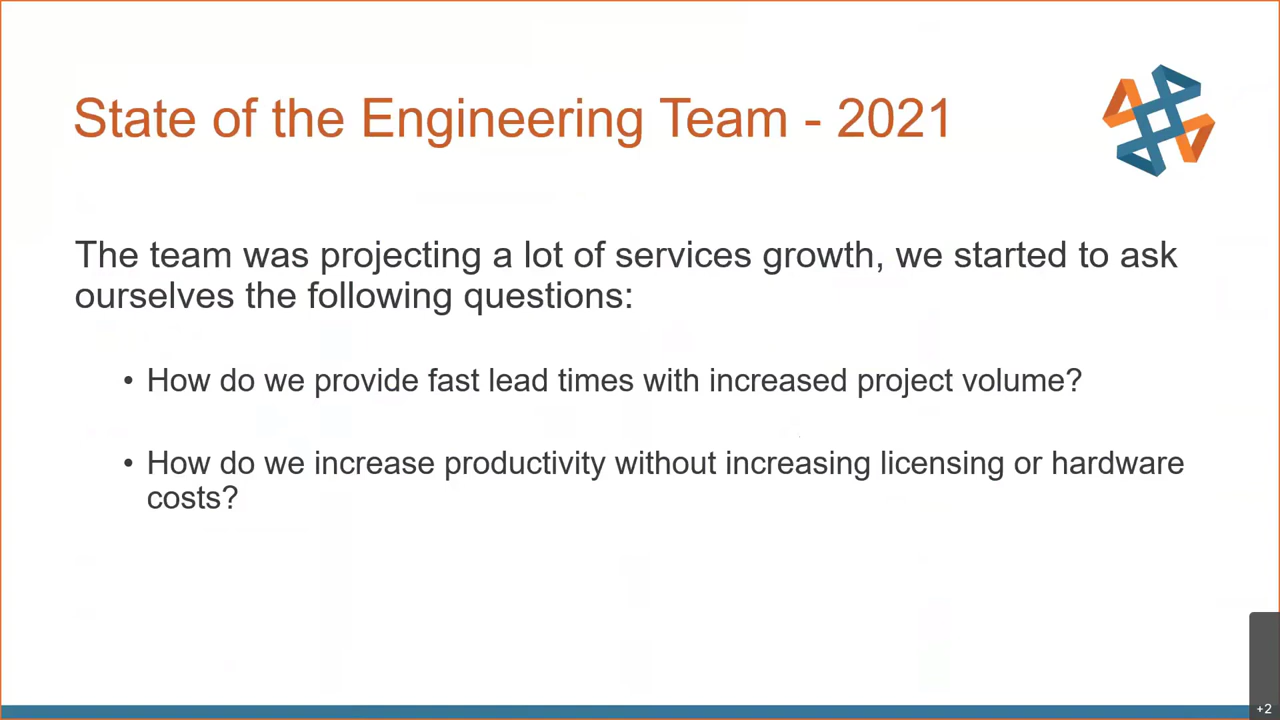 State of the Engineering Team - 2021
The team was projecting a lot of services growth, we started to ask
ourselves the following questions:
• How do we provide fast lead times with increased project volume?
• How do we increase productivity without increasing licensing or hardware
costs?
+2